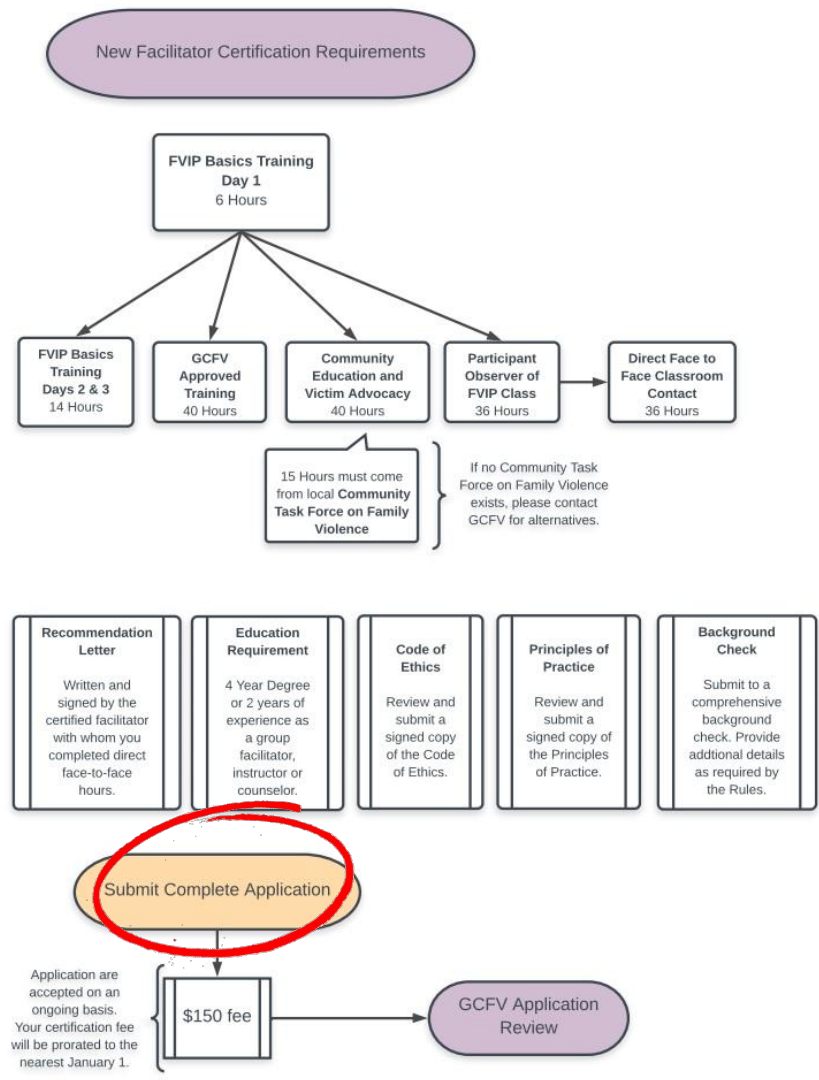 New Facilitator Certification Requirements
FVIP Basics Training
Day 1
6 Hours
FVIP Basics
Training
Days 2 & 3
14 Hours
GCFV
Approved
Training
40 Hours
Community
Education and
Victim Advocacy
40 Hours
Participant
Observer of
FVIP Class
36 Hours
Direct Face to
Face Classroom
Contact
36 Hours
15 Hours must come
from local Community
Task Force on Family
Violence
If no Community Task
Force on Family Violence
exists, please contact
GCFV for alternatives.
Recommendation
Letter
Written and
signed by the
certified facilitator
with whom you
completed direct
face-to-face
hours.
Education
Requirement
4 Year Degree
or 2 years of
experience as
a group
facilitator,
instructor or
counselor.
Code of
Ethics
Review and
submit a
signed copy
of the Code
of Ethics.
Principles of
Practice
Review and
submit a
signed copy of
the Principles
of Practice.
Background
Check
Submit to a
comprehensive
background
check. Provide
addtional details
as required by
the Rules.
Submit Complete Application
Application are
accepted on an
ongoing basis.
Your certification fee
will be prorated to the
nearest January 1.
$150 fee
GCFV Application
Review